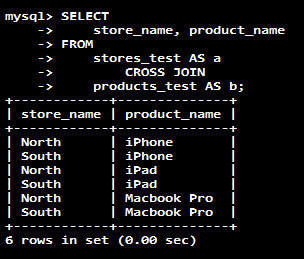 mysql> SELECT
    ->     store_name, product_name
    -> FROM
    ->     stores_test AS a
    ->         CROSS JOIN
    ->     products_test AS b;
+------------+--------------+
| store_name | product_name |
+------------+--------------+
| North      | iPhone       |
| South      | iPhone       |
| North      | iPad         |
| South      | iPad         |
| North      | Macbook Pro  |
| South      | Macbook Pro  |
+------------+--------------+
6 rows in set (0.00 sec)